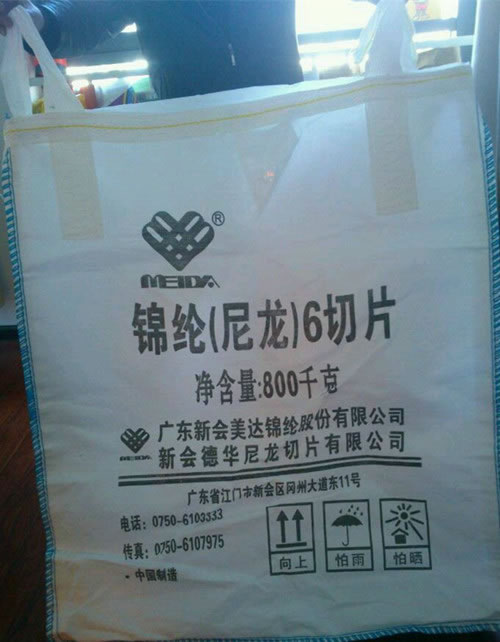 ®
MEIDA
锦纶(尼龙)6切片
净含量:800千克
MEIDA
广东新会美达锦纶股份有限公司
新会德华尼龙切片有限公司
广东省江门市新会区冈州大道东11号
电话: 0750-6103333
传真: 0750-6107975
·中国制造
向上 怕雨 怕晒